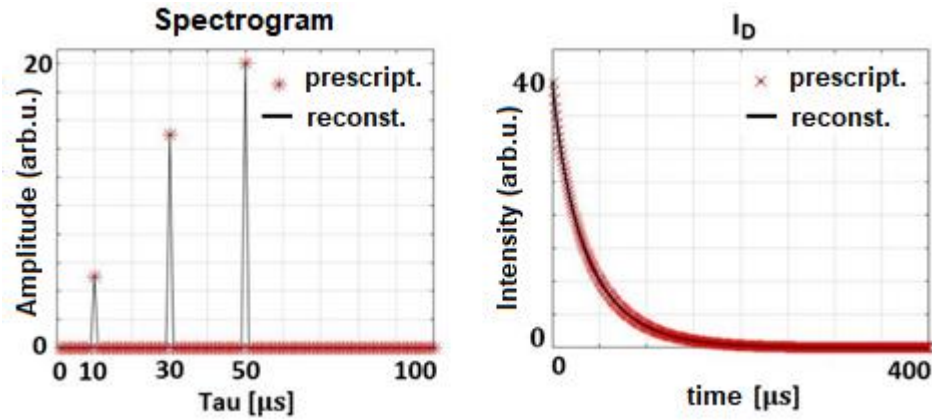 Spectrogram
20
prescript.
reconst.
Amplitude (arb.u.)
0
0 10 30 50 100
Tau [μs]
I_D
40
prescript.
reconst.
Intensity (arb.u.)
0
0 400
time [μs]